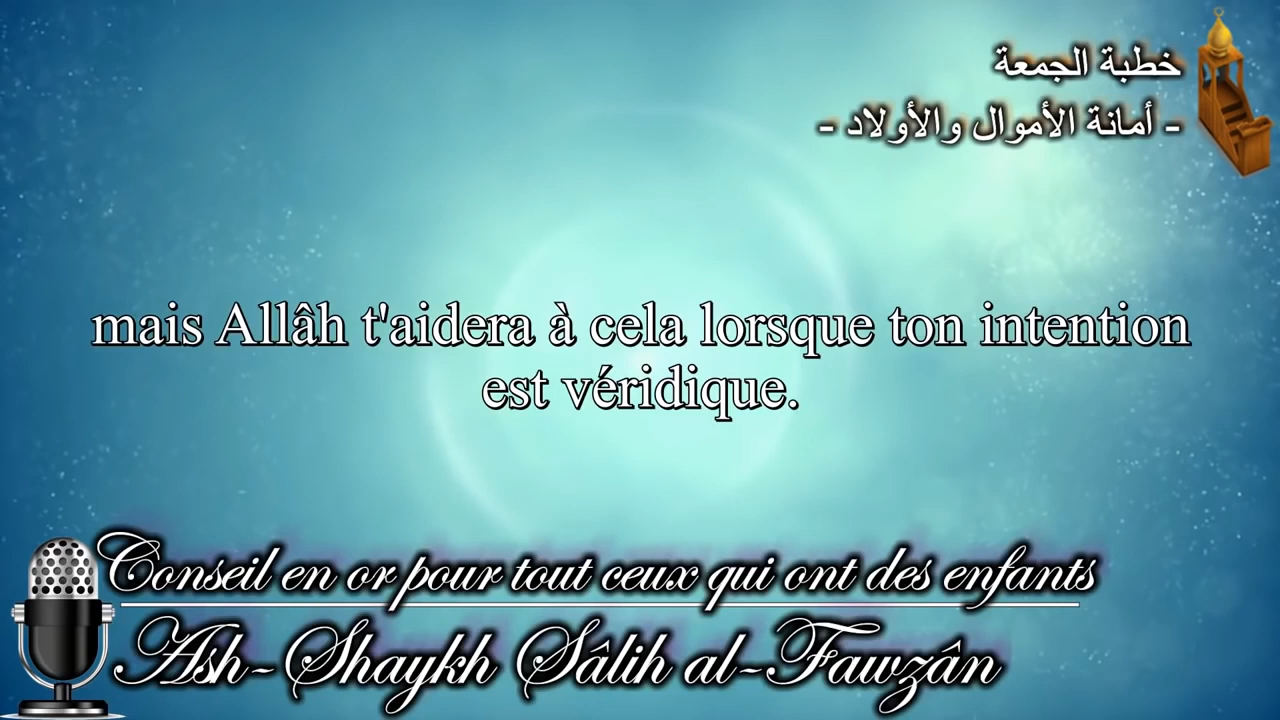 خطبة الجمعة
- أمانة الأموال والأولاد -
mais Allâh t'aidera à cela lorsque ton intention
est véridique.
Conseil en or pour tout ceux qui ont des enfants
Ash-Shaykh Sâlih al-Fawzân